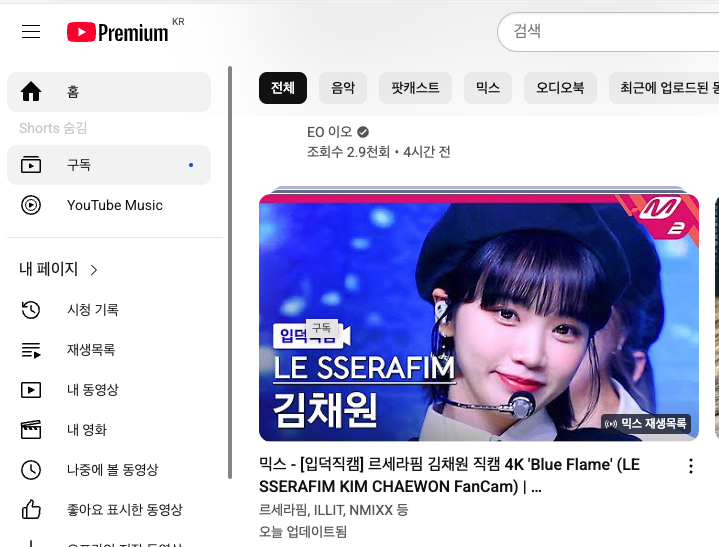 Premium KR
검색
홈
Shorts 숨김
구독
YouTube Music
내 페이지
시청 기록
재생목록
내 동영상
내 영화
나중에 볼 동영상
좋아요 표시한 동영상
전체 음악 팟캐스트 믹스 오디오북 최근에 업로드된
EO 이오
조회수 2.9천회 • 4시간 전
M2
입덕직캠
구독
LE SSERAFIM
김채원
믹스 재생목록
믹스 - [입덕직캠] 르세라핌 김채원 직캠 4K 'Blue Flame' (LE
SSERAFIM KIM CHAEWON FanCam) | ...
르세라핌, ILLIT, NMIXX 등
오늘 업데이트됨